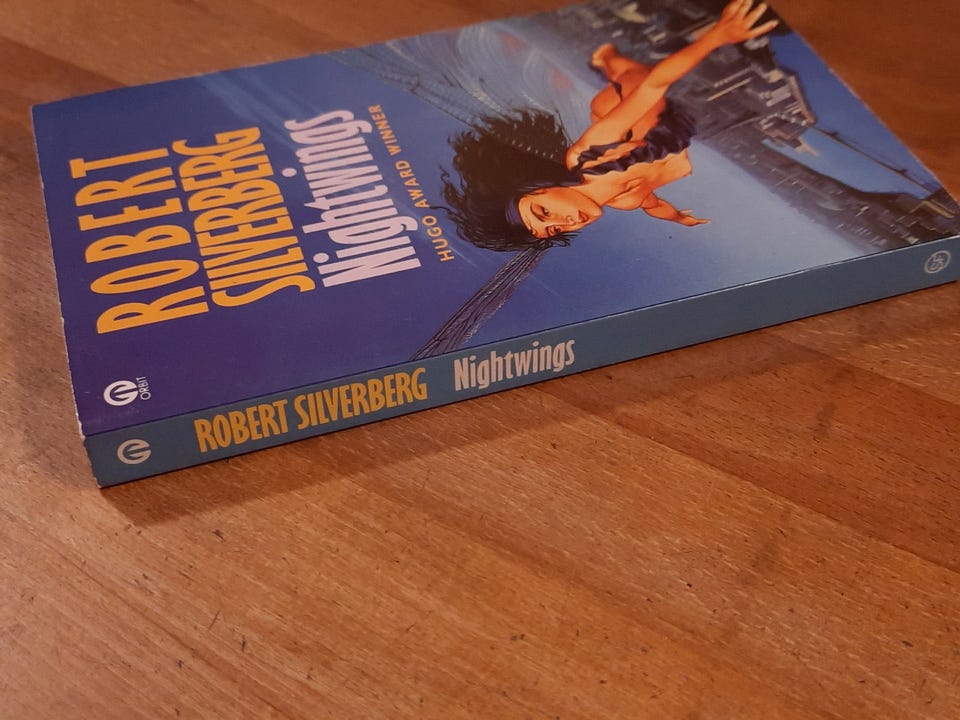 ROBERT
SILVERBERG
Nightwings
HUGO AWARD WINNER
ORBIT
ROBERT SILVERBERG Nightwings